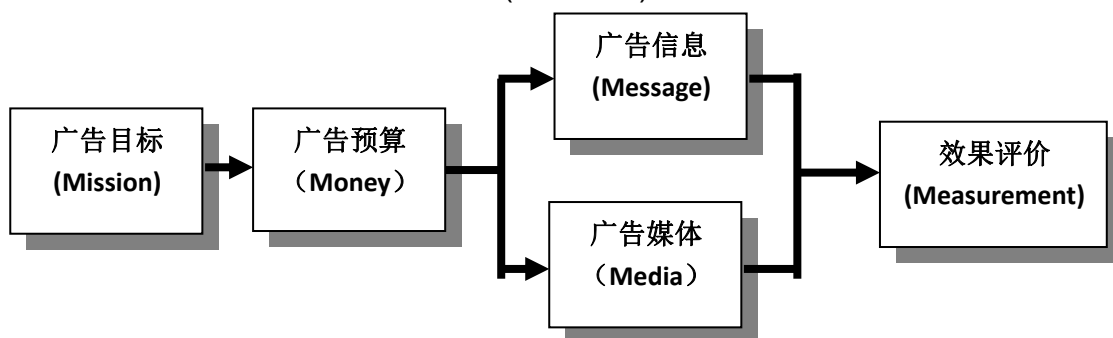 广告目标
(Mission)
广告预算
（Money）
广告信息
(Message)
广告媒体
（Media）
效果评价
(Measurement)